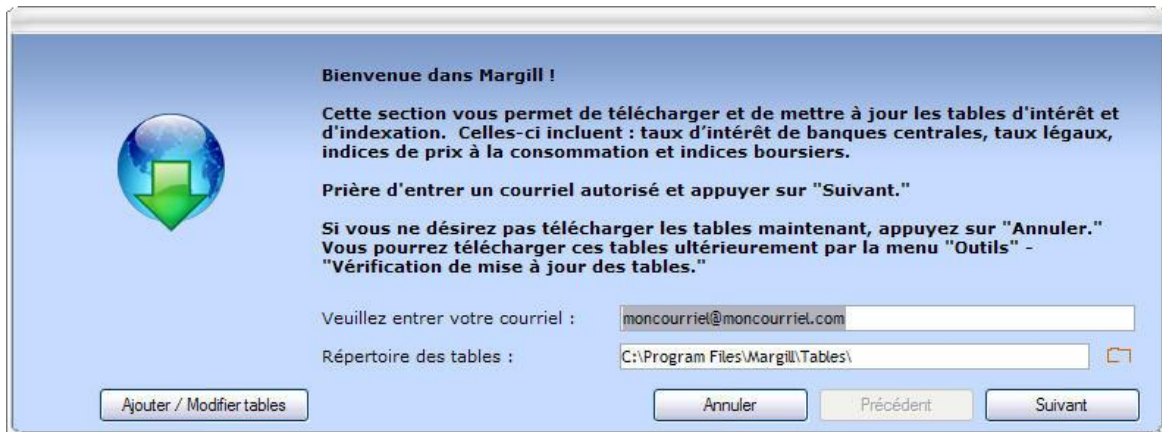 Bienvenue dans Margill !
Cette section vous permet de télécharger et de mettre à jour les tables d'intérêt et
d'indexation.  Celles-ci incluent : taux d’intérêt de banques centrales, taux légaux,
indices de prix à la consommation et indices boursiers.
Prière d'entrer un courriel autorisé et appuyer sur "Suivant."
Si vous ne désirez pas télécharger les tables maintenant, appuyez sur "Annuler."
Vous pourrez télécharger ces tables ultérieurement par la menu "Outils" -
"Vérification de mise à jour des tables."
Veuillez entrer votre courriel : moncourriel@moncourriel.com
Répertoire des tables : C:\Program Files\Margill\Tables\
Ajouter / Modifier tables Annuler Précédent Suivant